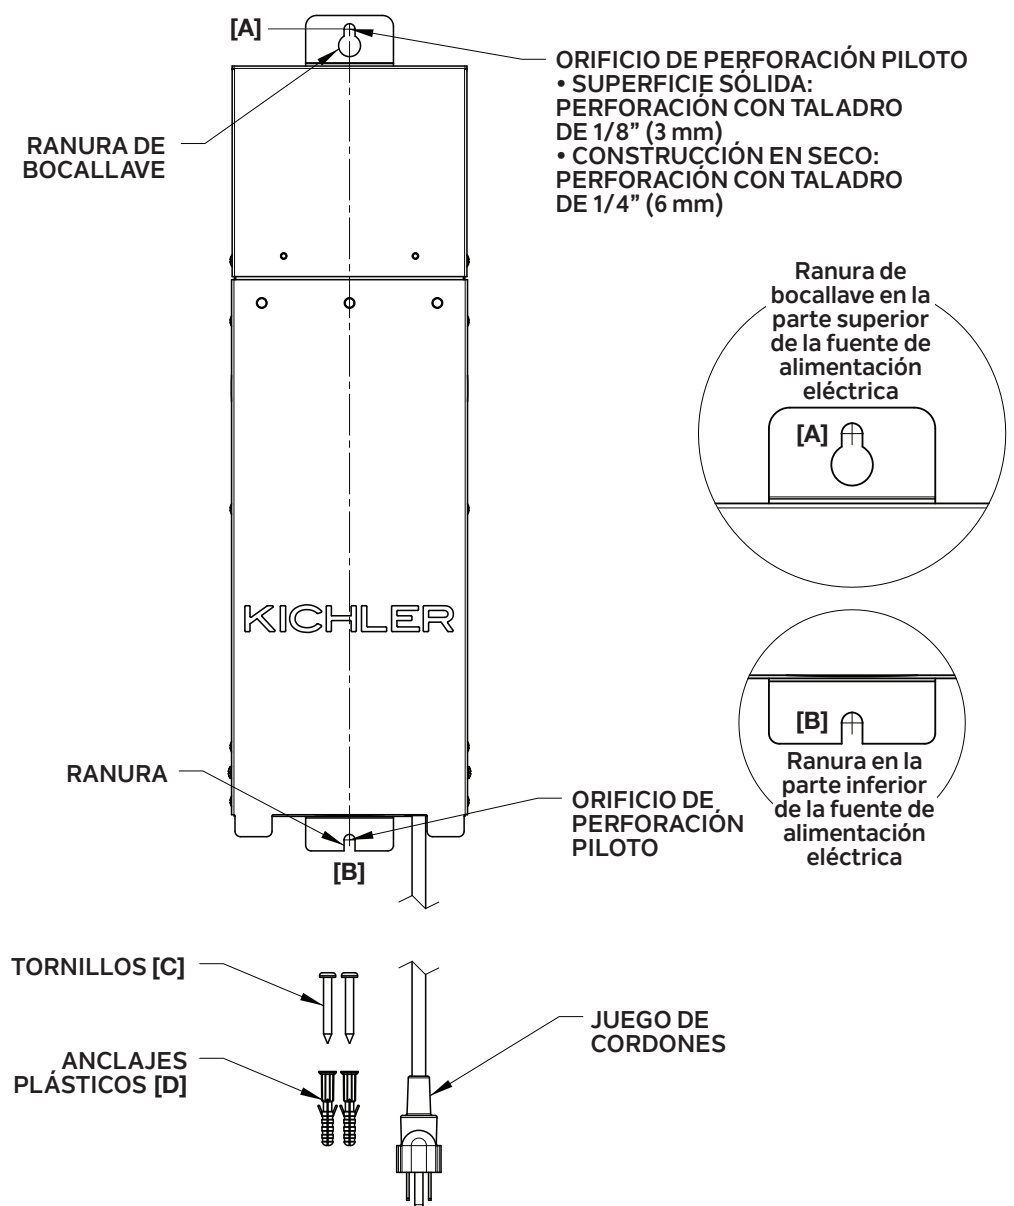 [A]
ORIFICIO DE PERFORACIÓN PILOTO
• SUPERFICIE SÓLIDA:
PERFORACIÓN CON TALADRO
DE 1/8” (3 mm)
• CONSTRUCCIÓN EN SECO:
PERFORACIÓN CON TALADRO
DE 1/4” (6 mm)
RANURA DE
BOCALLAVE
Ranura de
bocallave en la
parte superior
de la fuente de
alimentación
eléctrica
[A]
KICHLER
[B]
Ranura en la
parte inferior
de la fuente de
alimentación
eléctrica
RANURA
ORIFICIO DE
PERFORACIÓN
PILOTO
[B]
TORNILLOS [C]
JUEGO DE
CORDONES
ANCLAJES
PLÁSTICOS [D]